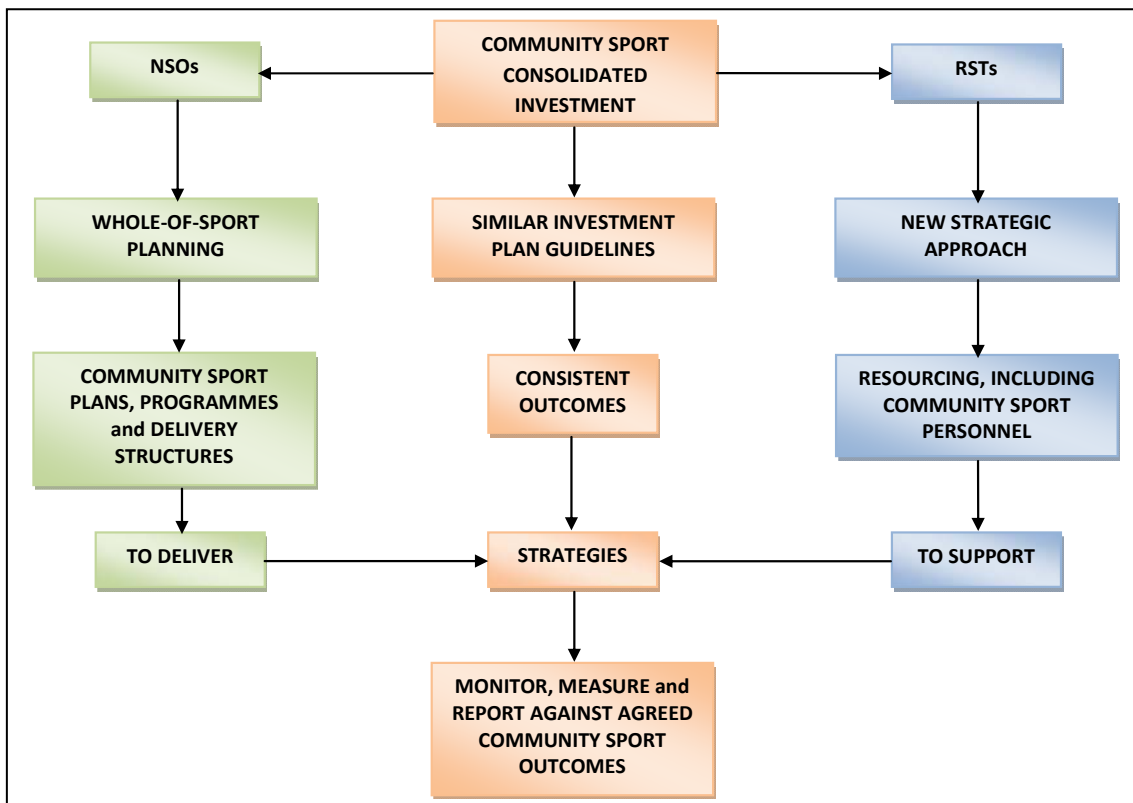 NSOs
COMMUNITY SPORT
CONSOLIDATED
INVESTMENT
RSTs
WHOLE-OF-SPORT
PLANNING
SIMILAR INVESTMENT
PLAN GUIDELINES
NEW STRATEGIC
APPROACH
COMMUNITY SPORT
PLANS, PROGRAMMES
and DELIVERY
STRUCTURES
CONSISTENT
OUTCOMES
RESOURCING, INCLUDING
COMMUNITY SPORT
PERSONNEL
TO DELIVER
STRATEGIES
TO SUPPORT
MONITOR, MEASURE and
REPORT AGAINST AGREED
COMMUNITY SPORT
OUTCOMES